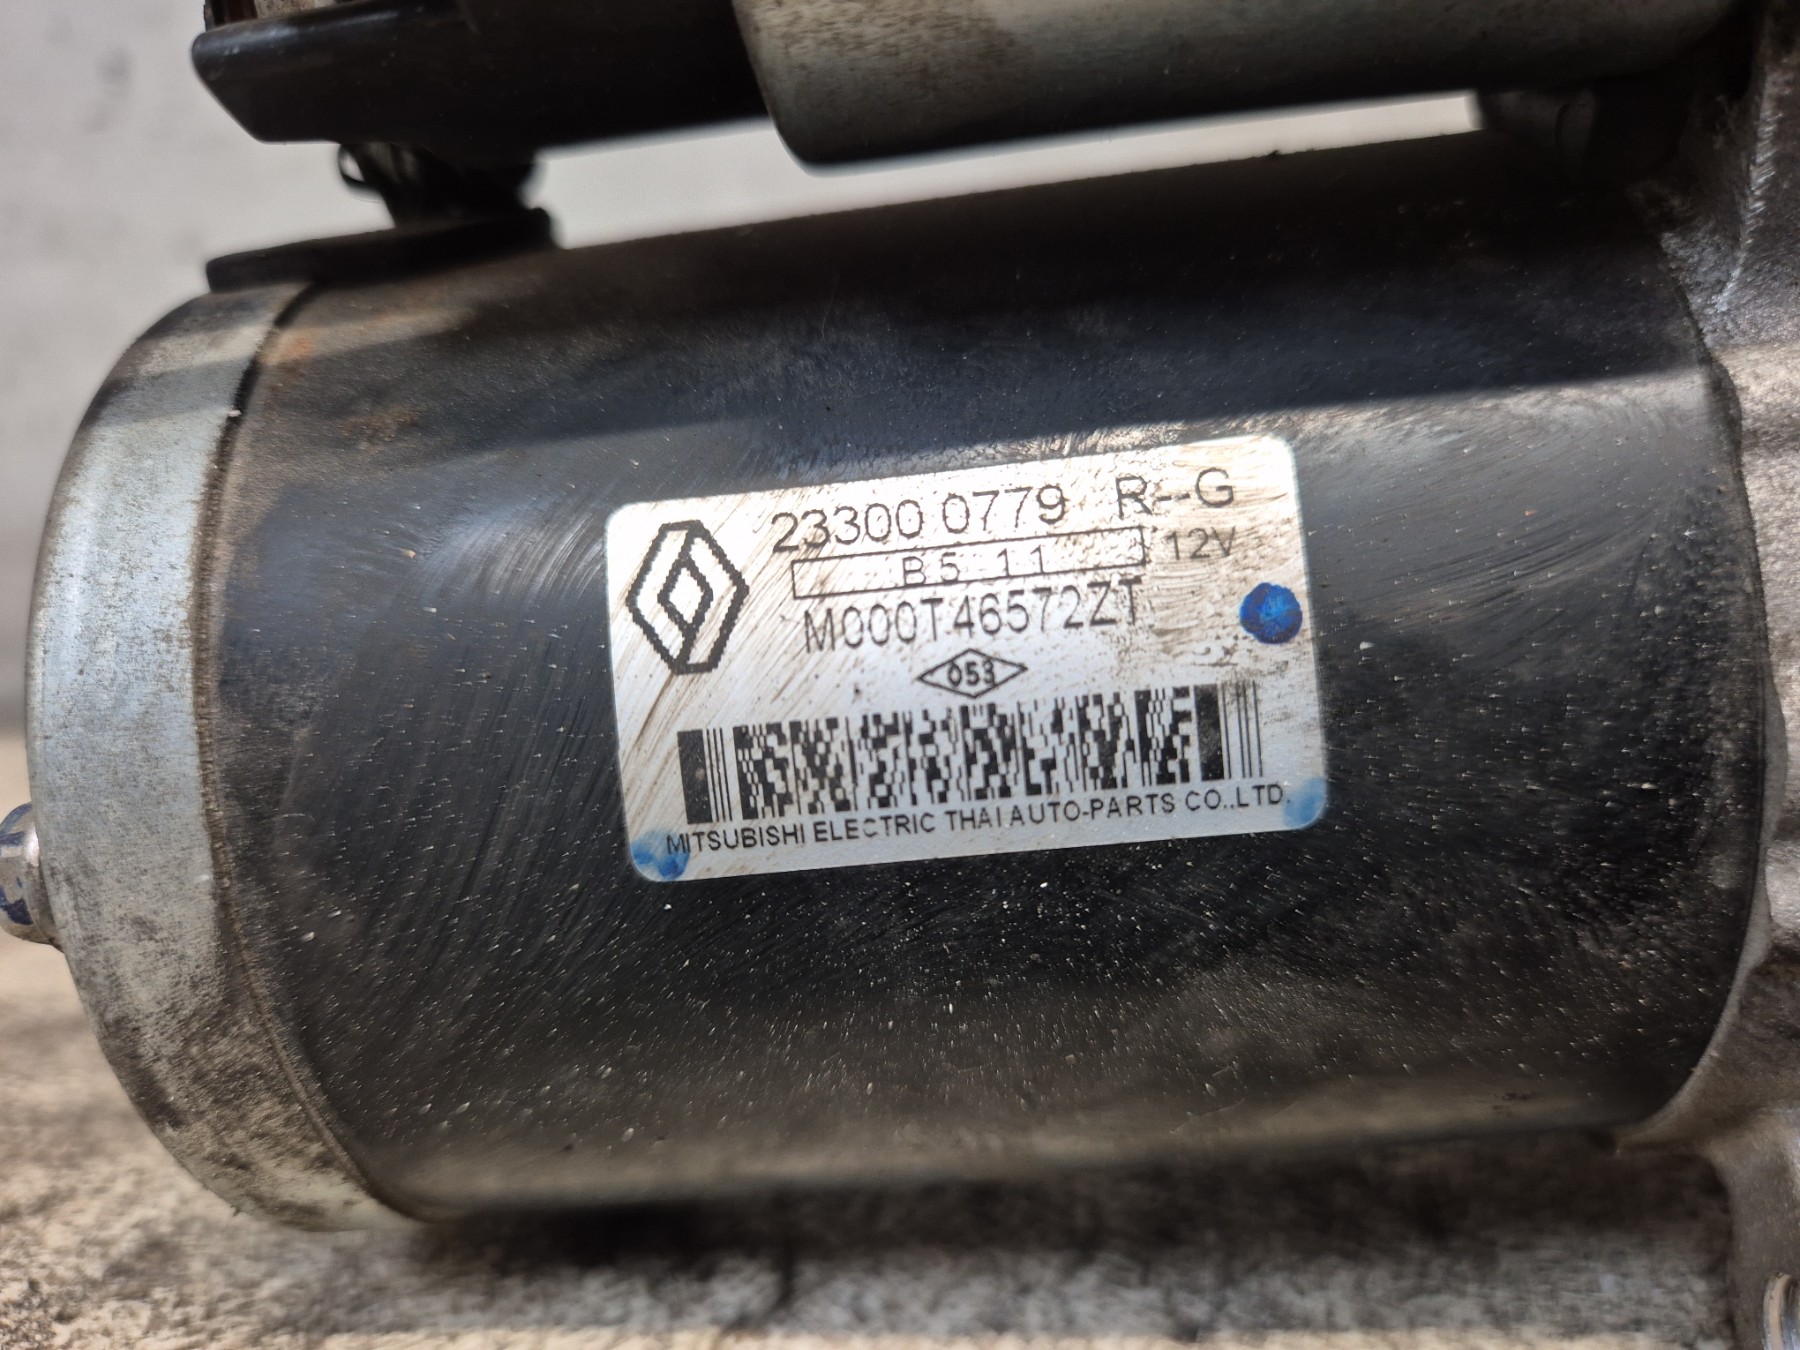 23300 0779 R--G
B5 11 12V
M000T46572ZT
053
MITSUBISHI ELECTRIC THAI AUTO-PARTS CO.,LTD.